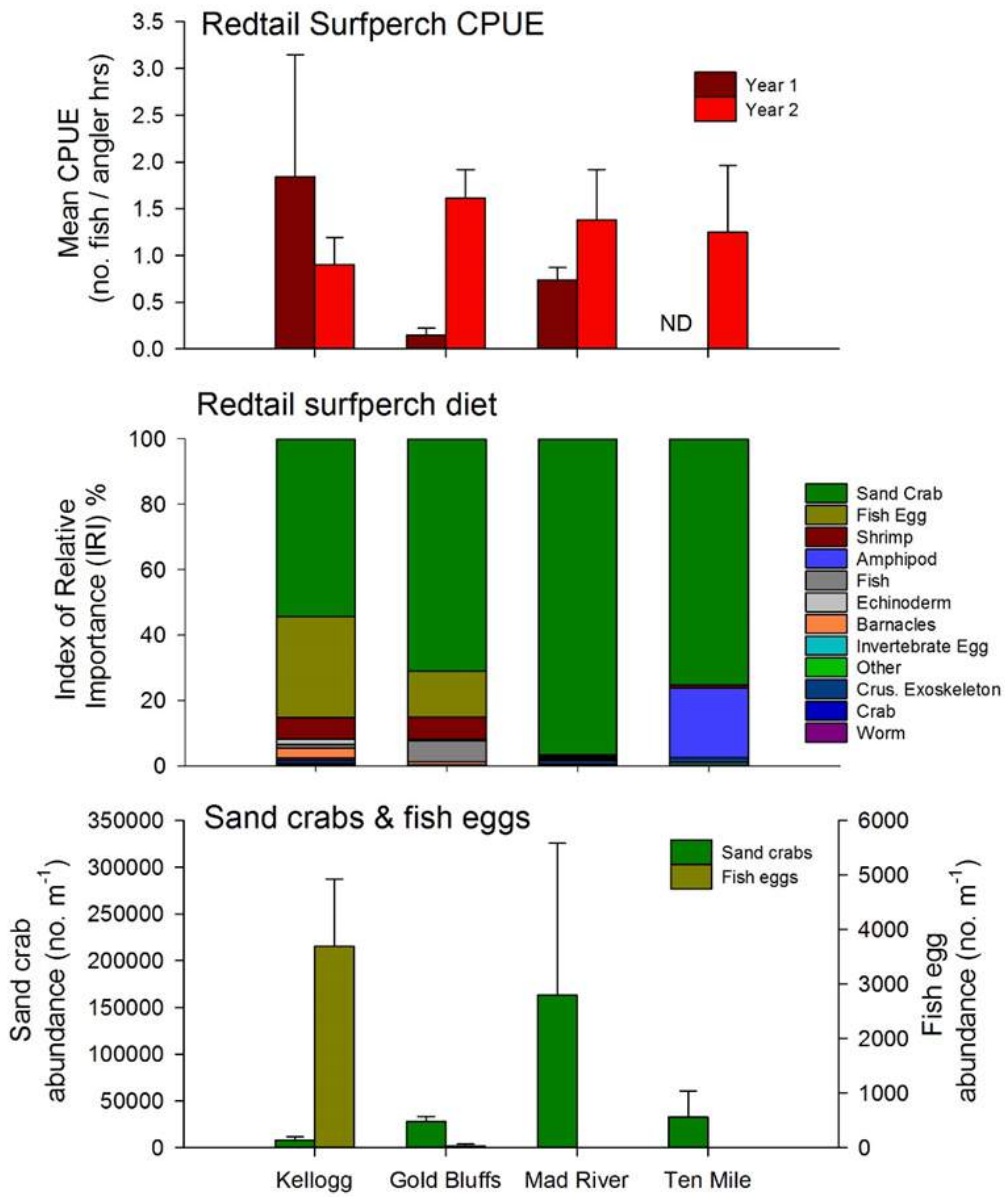 Redtail Surfperch CPUE
Mean CPUE
(no. fish / angler hrs)
3.5
3.0
2.5
2.0
1.5
1.0
0.5
0.0
Year 1
Year 2
ND
Redtail surfperch diet
Index of Relative
Importance (IRI) %
100
80
60
40
20
0
Sand Crab
Fish Egg
Shrimp
Amphipod
Fish
Echinoderm
Barnacles
Invertebrate Egg
Other
Crus. Exoskeleton
Crab
Worm
Sand crabs & fish eggs
Sand crab
abundance (no. m⁻¹)
350000
300000
250000
200000
150000
100000
50000
0
Sand crabs
Fish eggs
6000
5000
4000
3000
2000
1000
0
Fish egg
abundance (no. m⁻¹)
Kellogg Gold Bluffs Mad River Ten Mile